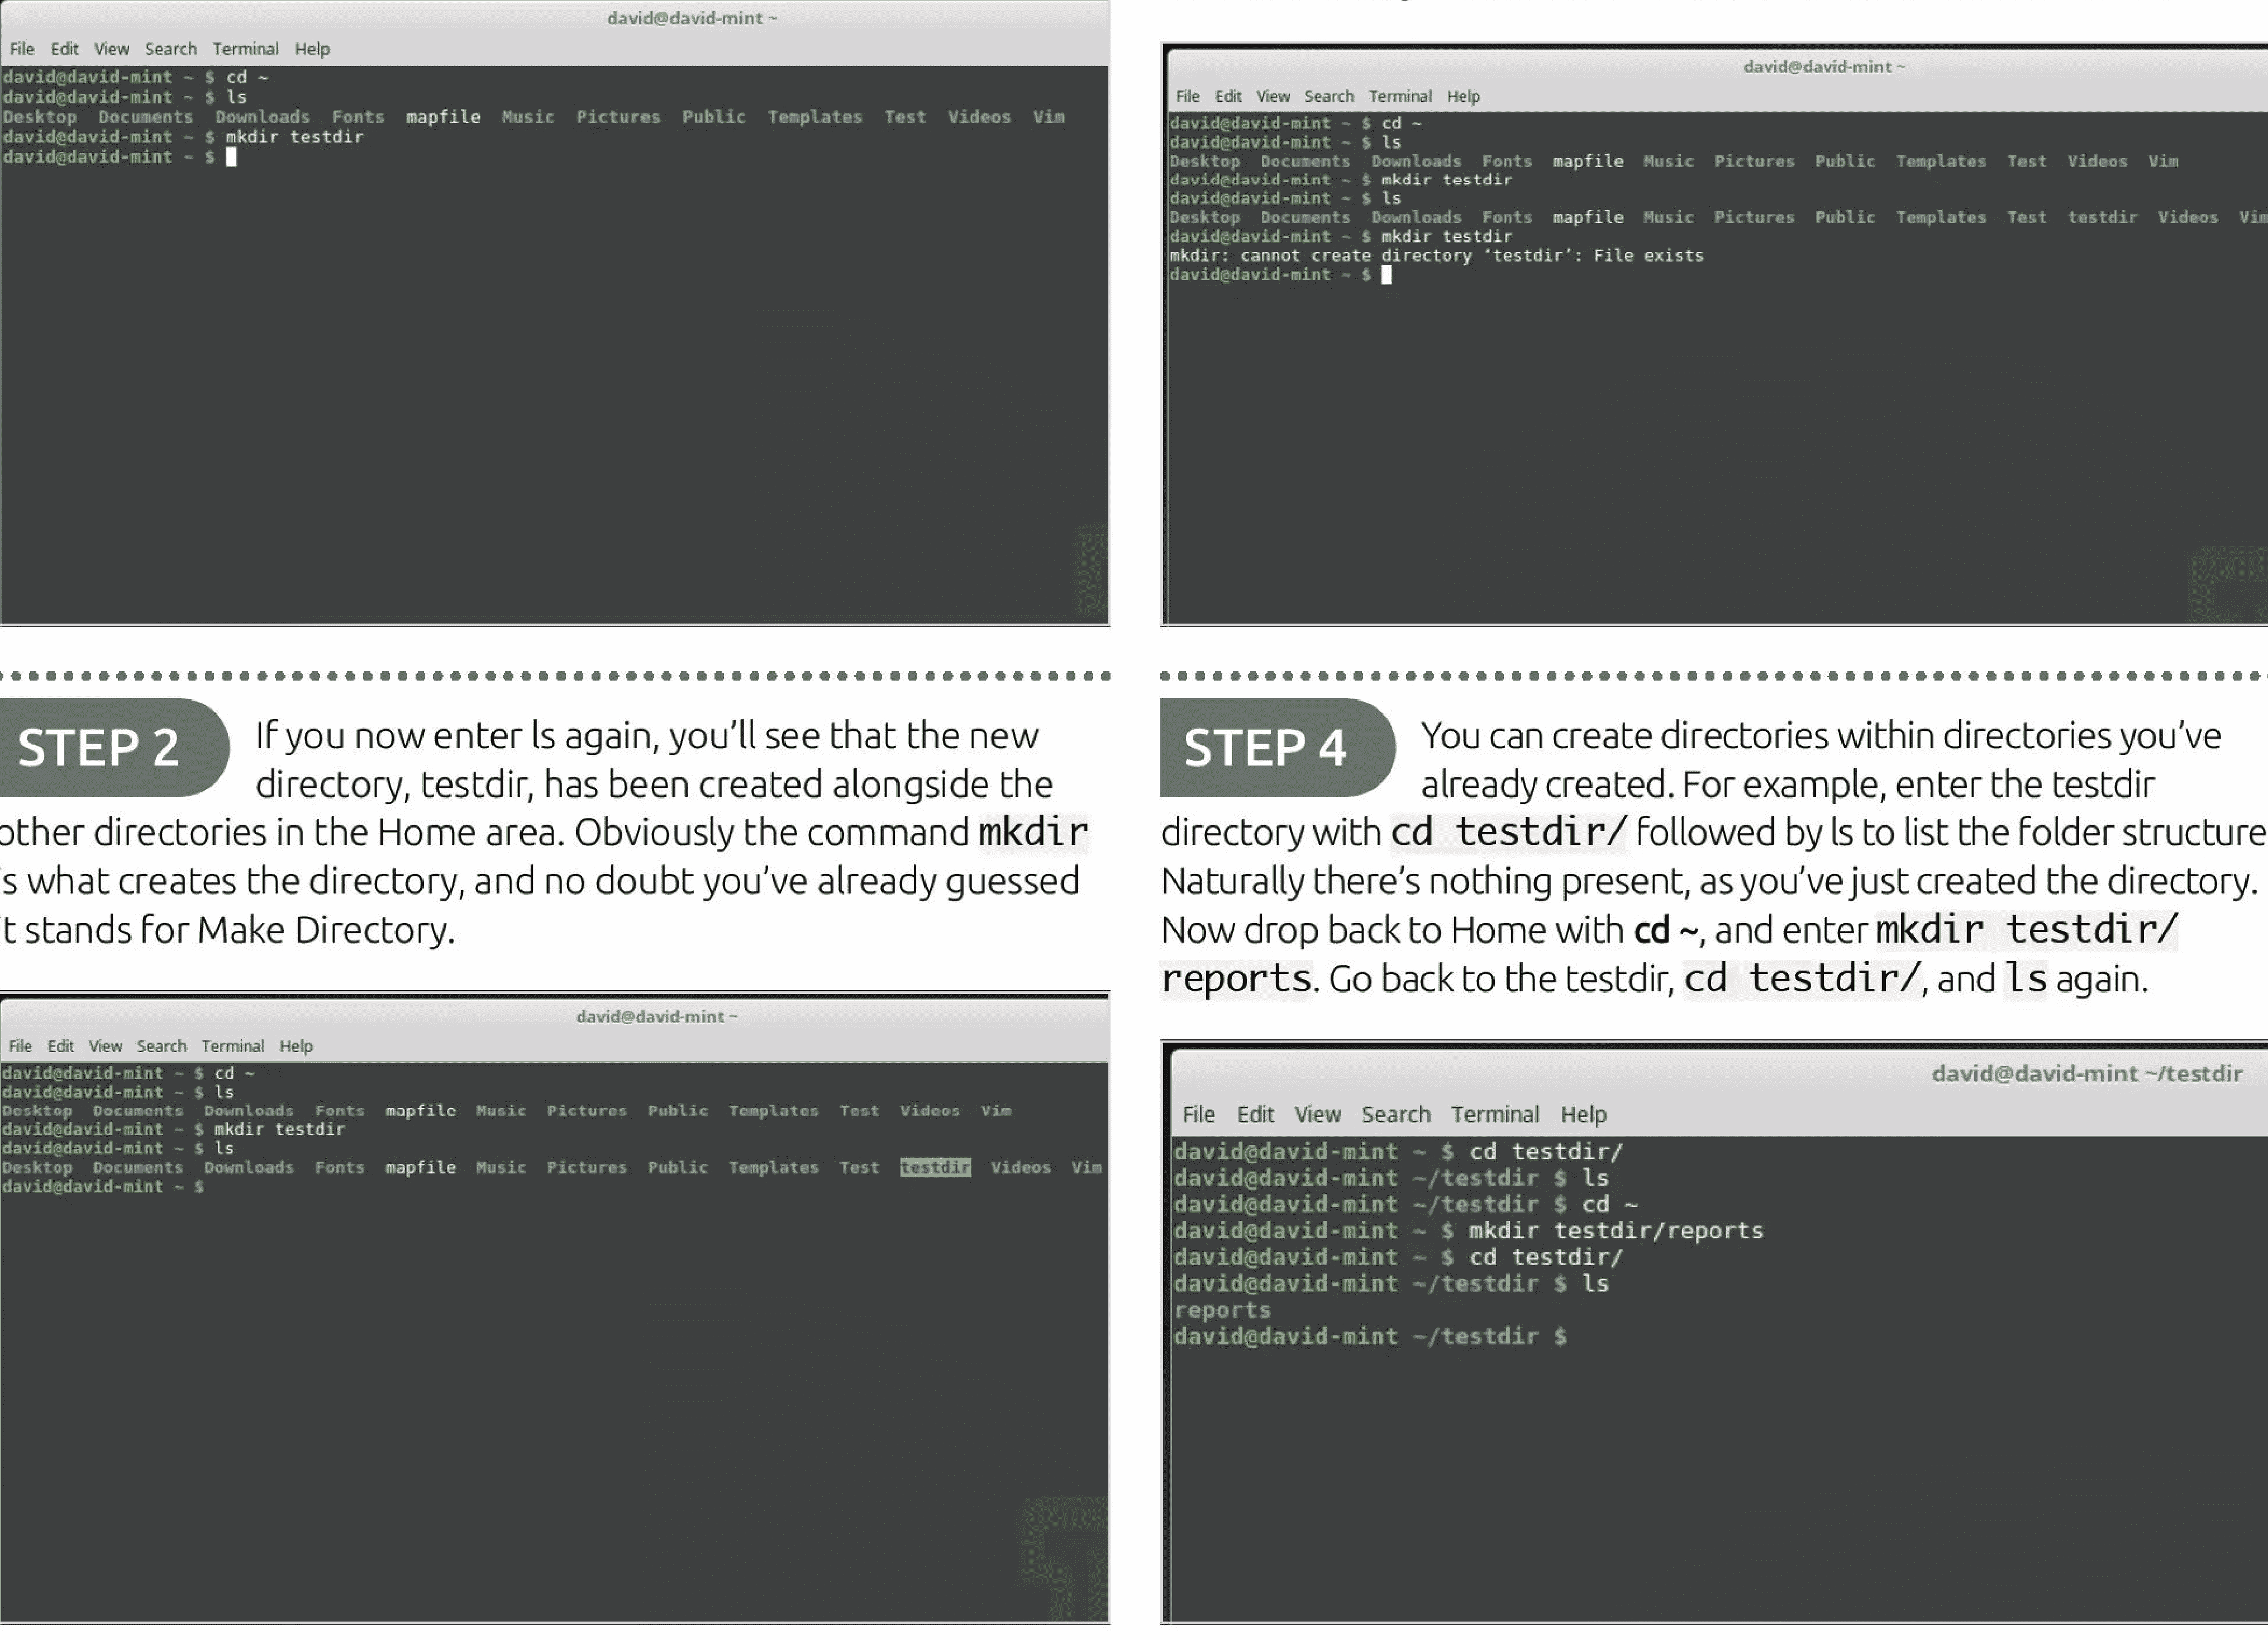 david@david-mint ~
File Edit View Search Terminal Help
david@david-mint ~ $ cd ~
david@david-mint ~ $ ls
Desktop Documents Downloads Fonts mapfile Music Pictures Public Templates Test Videos Vim
david@david-mint ~ $ mkdir testdir
david@david-mint ~ $
STEP 2
If you now enter ls again, you'll see that the new
directory, testdir, has been created alongside the
other directories in the Home area. Obviously the command mkdir
's what creates the directory, and no doubt you've already guessed
't stands for Make Directory.
david@david-mint ~
File Edit View Search Terminal Help
david@david-mint ~ $ cd ~
david@david-mint ~ $ ls
Desktop Documents Downloads Fonts mapfile Music Pictures Public Templates Test Videos Vim
david@david-mint ~ $ mkdir testdir
david@david-mint ~ $ ls
Desktop Documents Downloads Fonts mapfile Music Pictures Public Templates Test testdir Videos Vim
david@david-mint ~ $
david@david-mint ~
File Edit View Search Terminal Help
david@david-mint ~ $ cd ~
david@david-mint ~ $ ls
Desktop Documents Downloads Fonts mapfile Music Pictures Public Templates Test Videos Vim
david@david-mint ~ $ mkdir testdir
david@david-mint ~ $ ls
Desktop Documents Downloads Fonts mapfile Music Pictures Public Templates Test testdir Videos Vim
david@david-mint ~ $ mkdir testdir
mkdir: cannot create directory ‘testdir’: File exists
david@david-mint ~ $
STEP 4
You can create directories within directories you've
already created. For example, enter the testdir
directory with cd testdir/ followed by ls to list the folder structure
Naturally there's nothing present, as you've just created the directory.
Now drop back to Home with cd ~, and enter mkdir testdir/
reports. Go back to the testdir, cd testdir/, and ls again.
david@david-mint ~/testdir
File Edit View Search Terminal Help
david@david-mint ~ $ cd testdir/
david@david-mint ~/testdir $ ls
david@david-mint ~/testdir $ cd ~
david@david-mint ~ $ mkdir testdir/reports
david@david-mint ~ $ cd testdir/
david@david-mint ~/testdir $ ls
reports
david@david-mint ~/testdir $